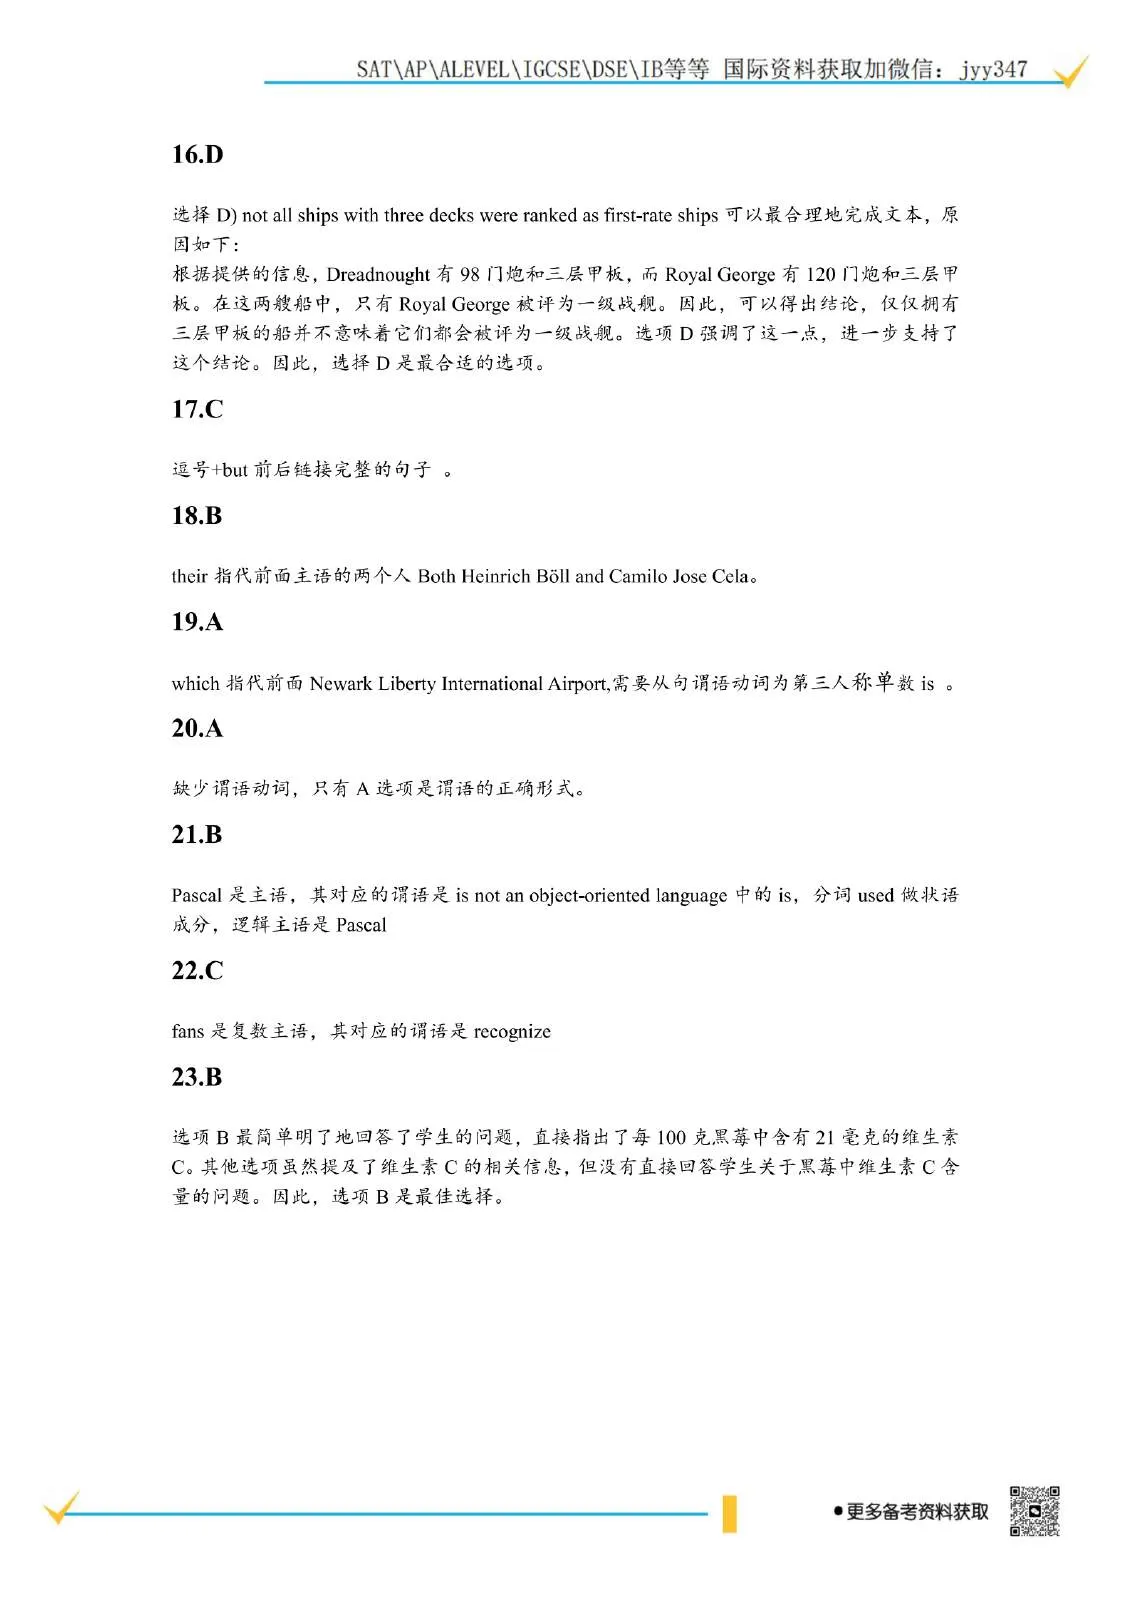 SAT\AP\ALEVEL\IGCSE\DSE\IB等等 国际资料获取加微信：jyy347
16.D
选择 D) not all ships with three decks were ranked as first-rate ships 可以最合理地完成文本，原
因如下：
根据提供的信息，Dreadnought 有 98 门炮和三层甲板，而 Royal George 有 120 门炮和三层甲
板。在这两艘船中，只有 Royal George 被评为一级战舰。因此，可以得出结论，仅仅拥有
三层甲板的船并不意味着它们都会被评为一级战舰。选项 D 强调了这一点，进一步支持了
这个结论。因此，选择 D 是最合适的选项。
17.C
逗号+but 前后链接完整的句子 。
18.B
their 指代前面主语的两个人 Both Heinrich Böll and Camilo Jose Cela。
19.A
which 指代前面 Newark Liberty International Airport,需要从句谓语动词为第三人称单数 is 。
20.A
缺少谓语动词，只有 A 选项是谓语的正确形式。
21.B
Pascal 是主语，其对应的谓语是 is not an object-oriented language 中的 is，分词 used 做状语
成分，逻辑主语是 Pascal
22.C
fans 是复数主语，其对应的谓语是 recognize
23.B
选项 B 最简单明了地回答了学生的问题，直接指出了每 100 克黑莓中含有 21 毫克的维生素
C。其他选项虽然提及了维生素 C 的相关信息，但没有直接回答学生关于黑莓中维生素 C 含
量的问题。因此，选项 B 是最佳选择。
●更多备考资料获取